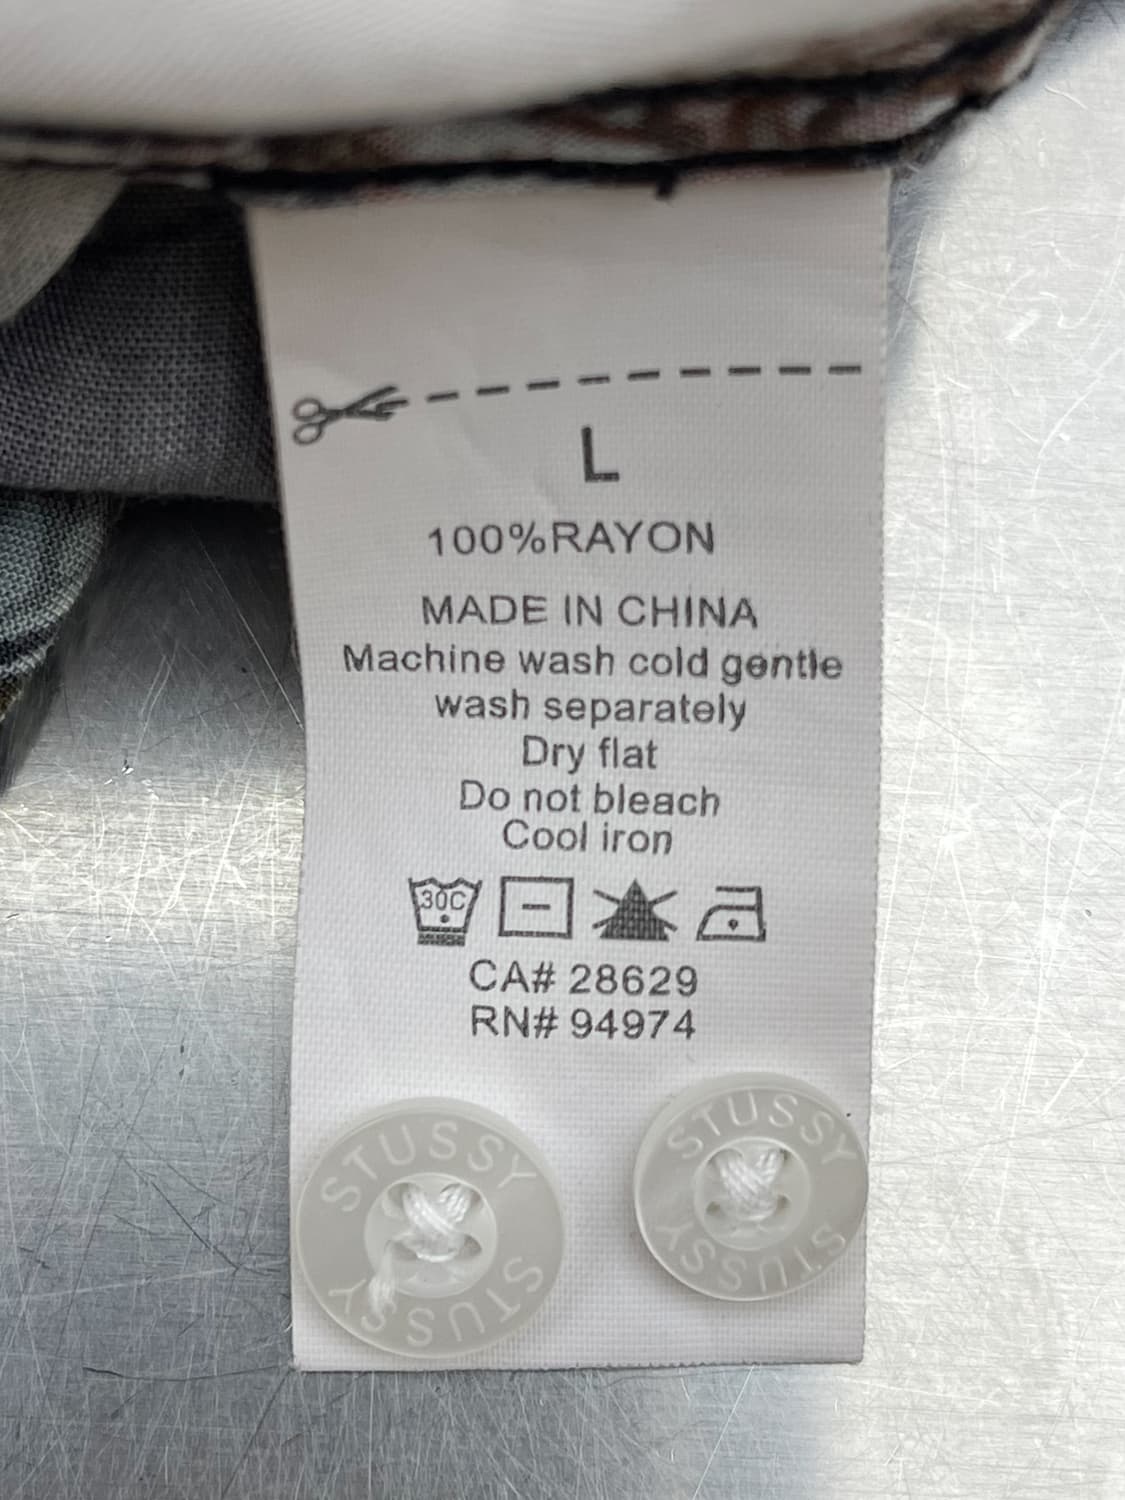 L
100%RAYON
MADE IN CHINA
Machine wash cold gentle
wash separately
Dry flat
Do not bleach
Cool iron
30C
CA# 28629
RN# 94974
STUSSY
STUSSY
STUSSY
STUSSY